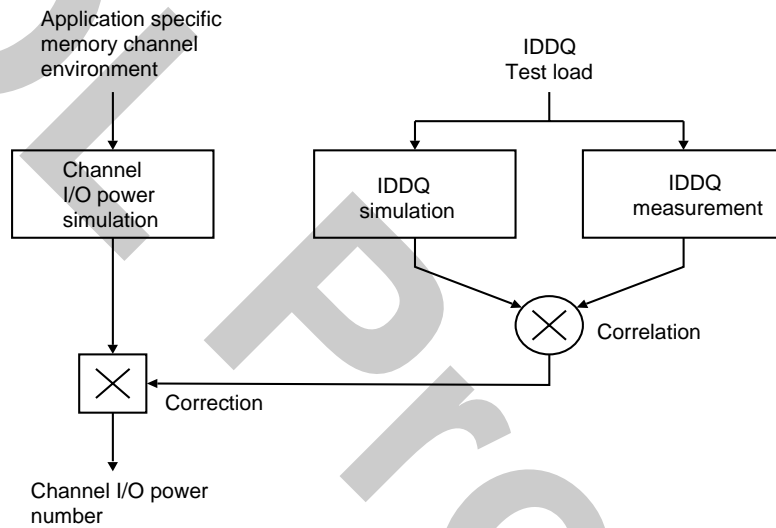 Application specific
memory channel
environment
IDDQ
Test load
Channel
I/O power
simulation
IDDQ
simulation
IDDQ
measurement
Correlation
Correction
Channel I/O power
number